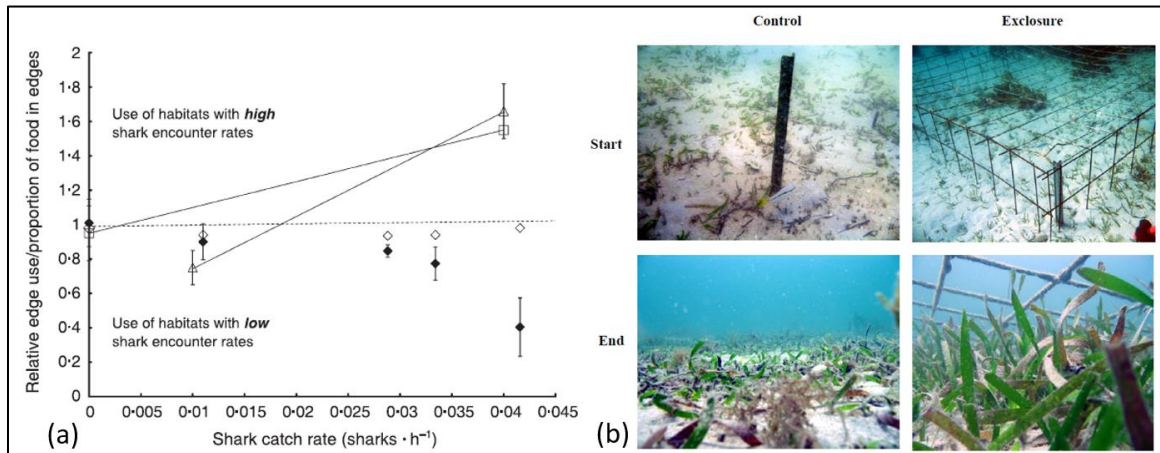 Relative edge use/proportion of food in edges
2
1·8
1·6
1·4
1·2
1
0·8
0·6
0·4
0·2
0
Use of habitats with high
shark encounter rates
Use of habitats with low
shark encounter rates
0 0·005 0·01 0·015 0·02 0·025 0·03 0·035 0·04 0·045
Shark catch rate (sharks · h⁻¹)
(a)
Control Exclosure
Start
End
(b)